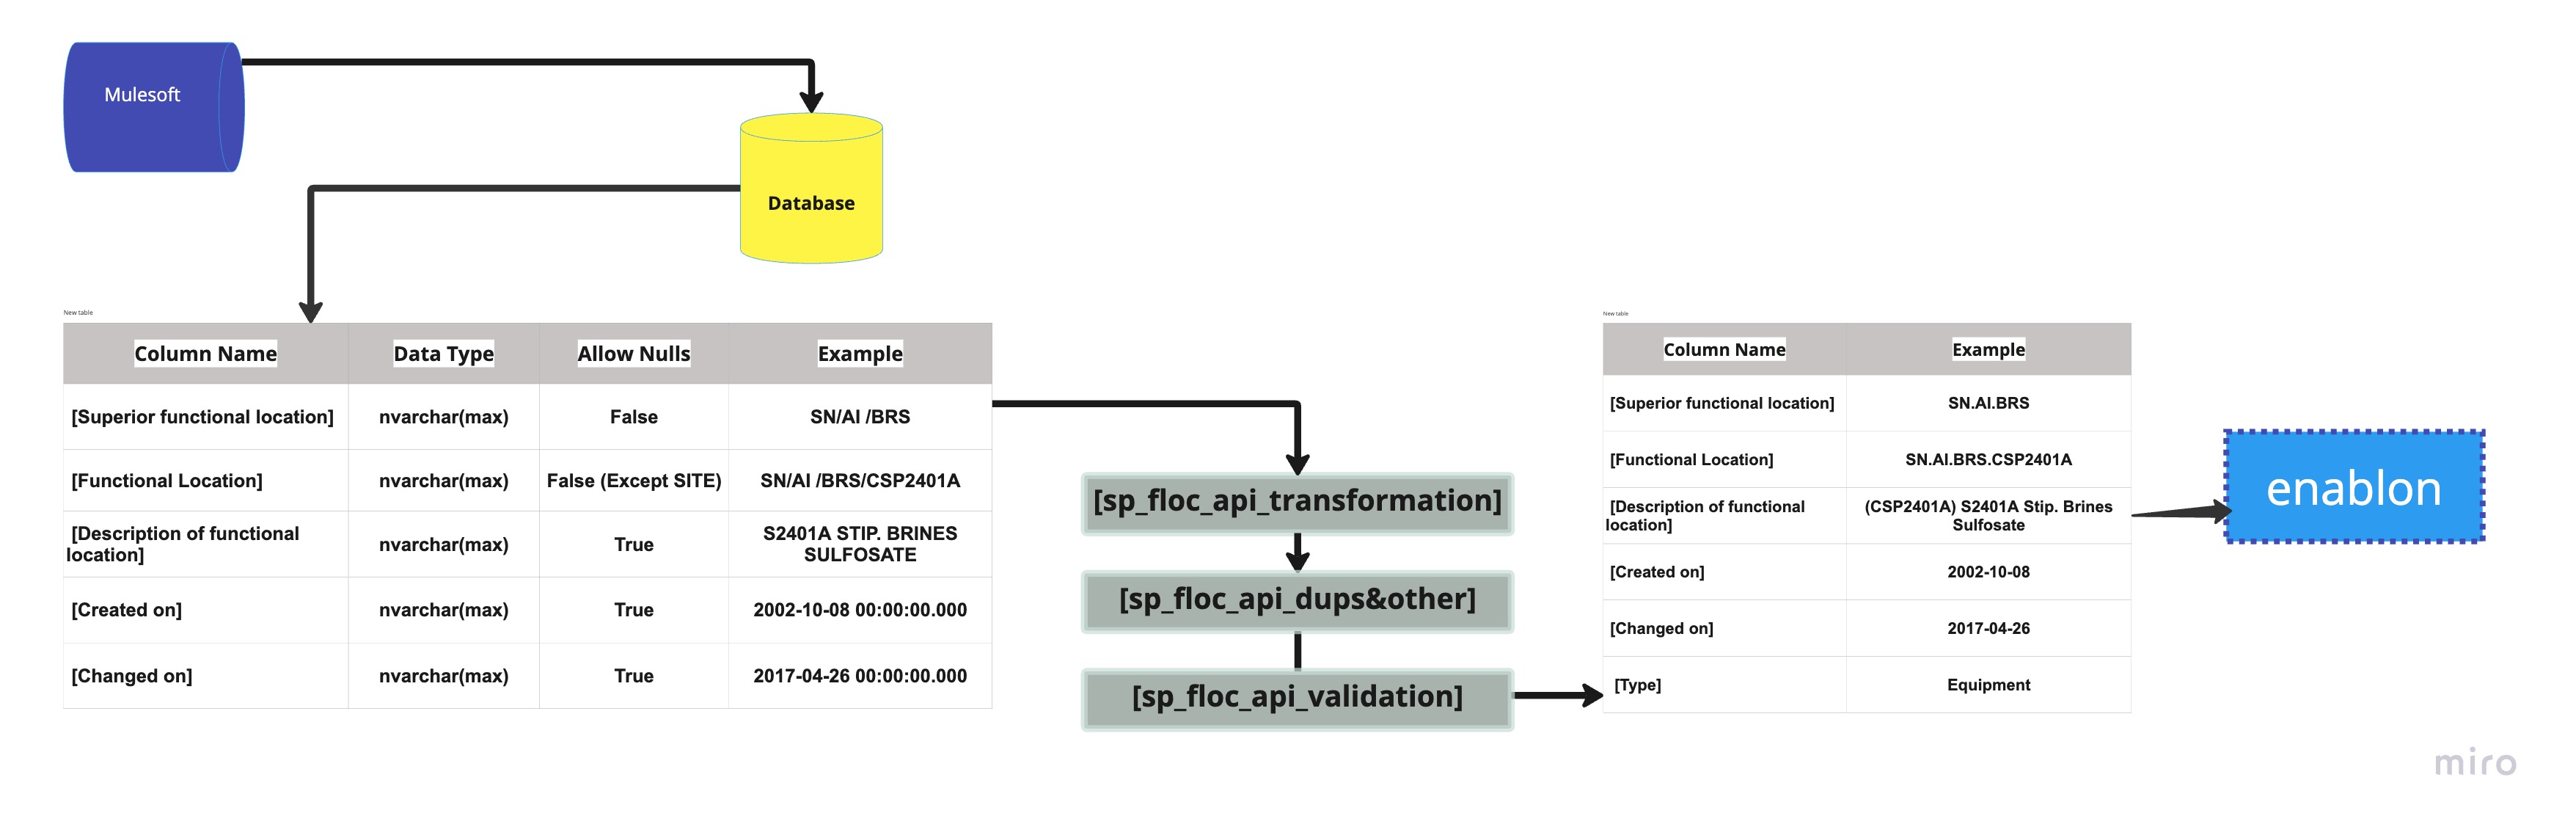 Mulesoft
Database
New table
Column Name Data Type Allow Nulls Example
[Superior functional location] nvarchar(max) False SN/AI /BRS
[Functional Location] nvarchar(max) False (Except SITE) SN/AI /BRS/CSP2401A
[Description of functional
location] nvarchar(max) True S2401A STIP. BRINES
SULFOSATE
[Created on] nvarchar(max) True 2002-10-08 00:00:00.000
[Changed on] nvarchar(max) True 2017-04-26 00:00:00.000
[sp_floc_api_transformation]
[sp_floc_api_dups&other]
[sp_floc_api_validation]
New table
Column Name Example
[Superior functional location] SN.AI.BRS
[Functional Location] SN.AI.BRS.CSP2401A
[Description of functional
location] (CSP2401A) S2401A Stip. Brines
Sulfosate
[Created on] 2002-10-08
[Changed on] 2017-04-26
[Type] Equipment
enablon
miro